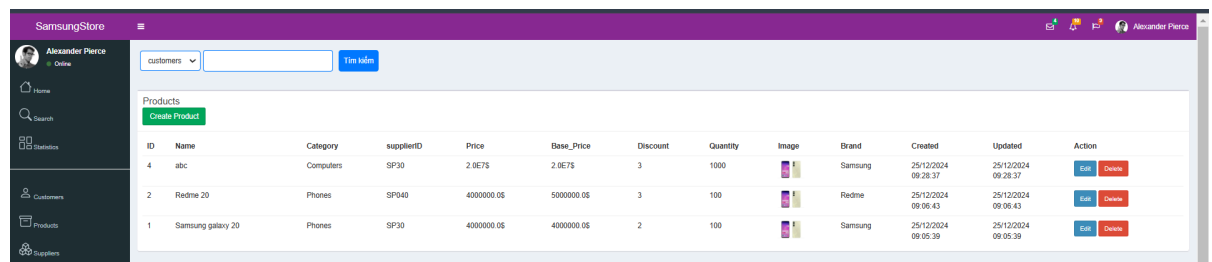 SamsungStore
4
10
9
Alexander Pierce
Alexander Pierce
Online
Home
Search
Statistics
Customers
Products
Suppliers
customers Tìm kiếm
Products
Create Product
ID Name Category supplierID Price Base_Price Discount Quantity Image Brand Created Updated Action
4 abc Computers SP30 2.0E7$ 2.0E7$ 3 1000 Samsung 25/12/2024 09:28:37 25/12/2024 09:28:37 Edit Delete
2 Redme 20 Phones SP040 4000000.0$ 5000000.0$ 3 100 Redme 25/12/2024 09:06:43 25/12/2024 09:06:43 Edit Delete
1 Samsung galaxy 20 Phones SP30 4000000.0$ 4000000.0$ 2 100 Samsung 25/12/2024 09:05:39 25/12/2024 09:05:39 Edit Delete